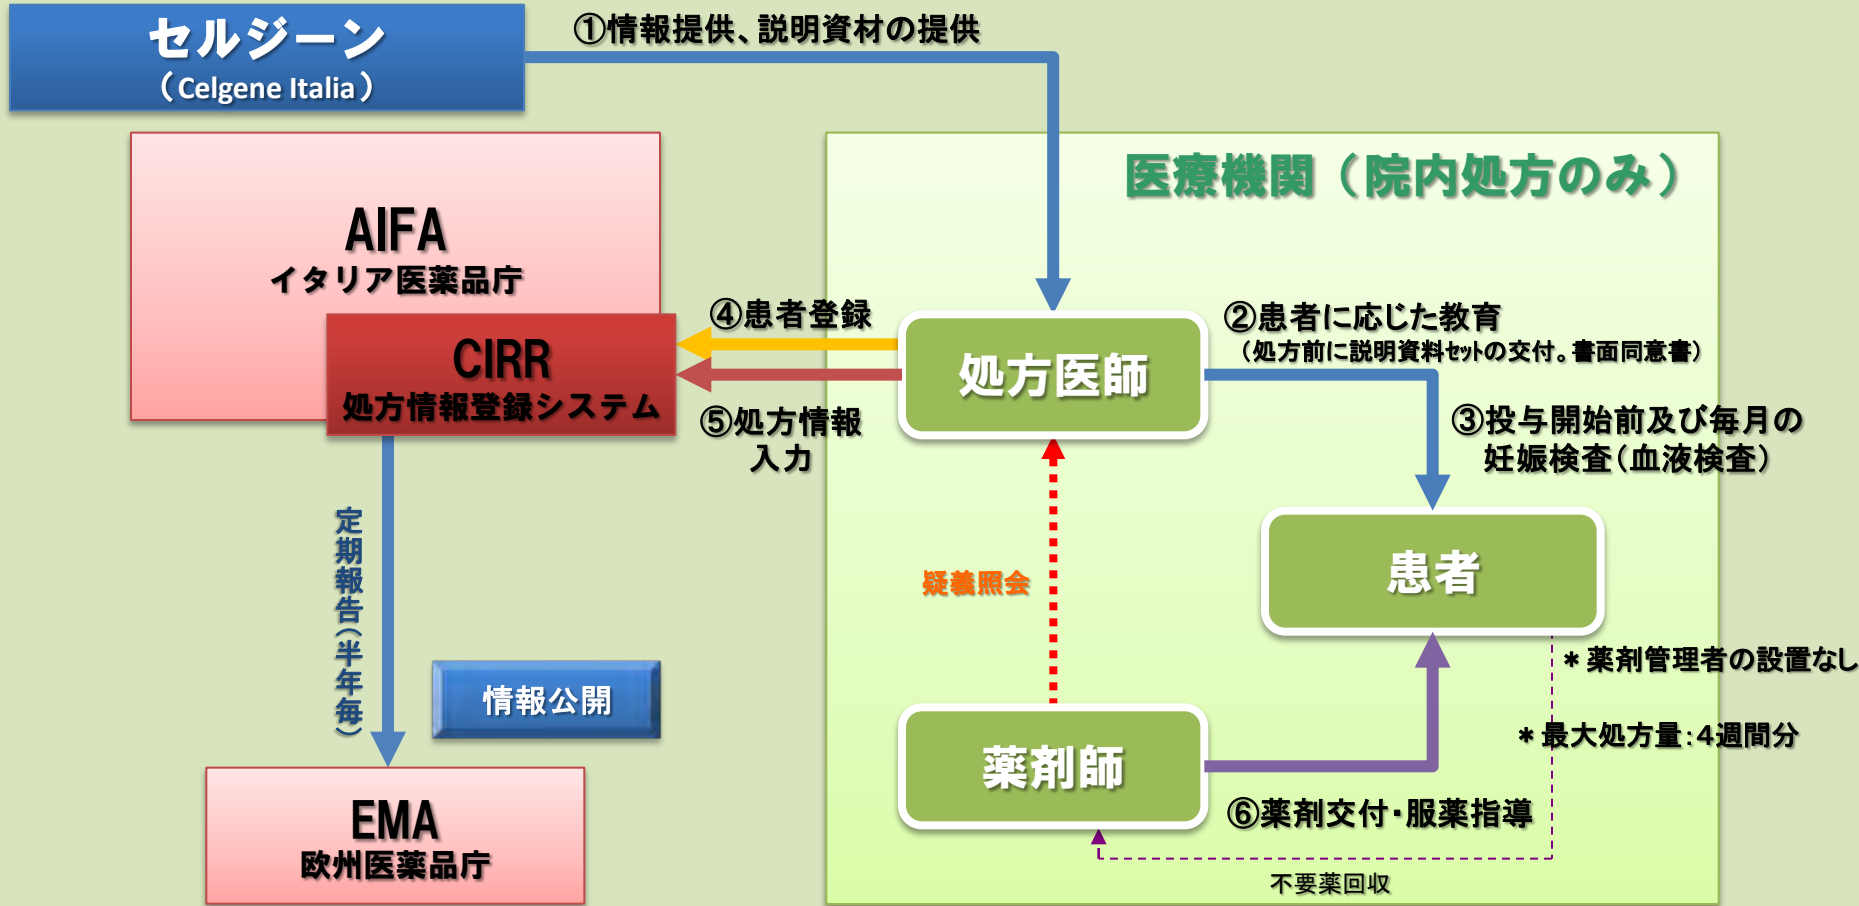 セルジーン
（Celgene Italia）
①情報提供、説明資材の提供
医療機関（院内処方のみ）
AIFA
イタリア医薬品庁
CIRR
処方情報登録システム
④患者登録
⑤処方情報
入力
処方医師
②患者に応じた教育
（処方前に説明資料セットの交付。書面同意書）
③投与開始前及び毎月の
妊娠検査（血液検査）
患者
疑義照会
定期報告（半年毎）
情報公開
＊薬剤管理者の設置なし
＊最大処方量：4週間分
薬剤師
⑥薬剤交付・服薬指導
不要薬回収
EMA
欧州医薬品庁